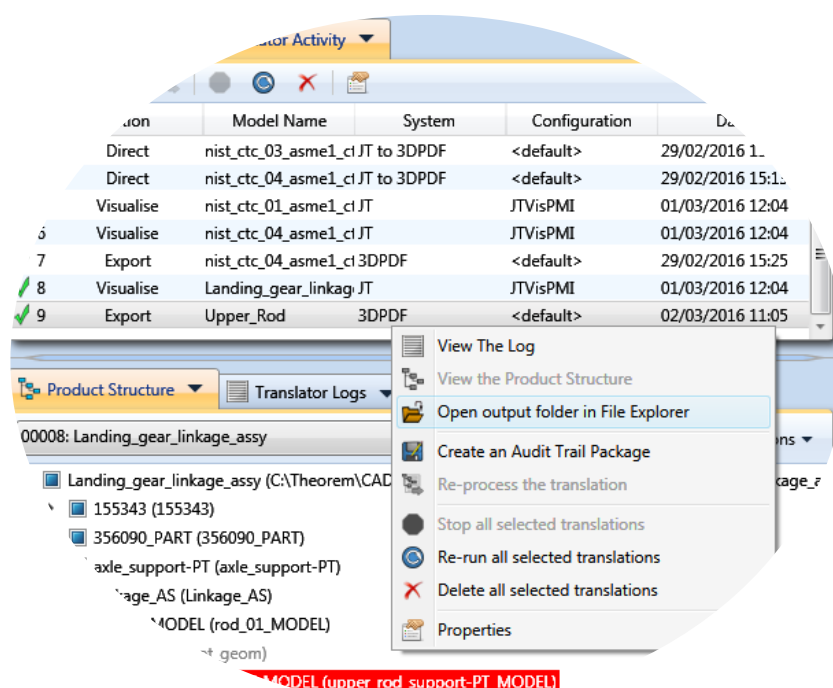 Activity
Model Name System Configuration
Direct nist_ctc_03_asme1_ct JT to 3DPDF <default> 29/02/2016
Direct nist_ctc_04_asme1_ct JT to 3DPDF <default> 29/02/2016 15:1
Visualise nist_ctc_01_asme1_ct JT JTVisPMI 01/03/2016 12:04
Visualise nist_ctc_04_asme1_ct JT JTVisPMI 01/03/2016 12:04
7 Export nist_ctc_04_asme1_ct 3DPDF <default> 29/02/2016 15:25
8 Visualise Landing_gear_linkag JT JTVisPMI 01/03/2016 12:04
9 Export Upper_Rod 3DPDF <default> 02/03/2016 11:05
View The Log
View the Product Structure
Product Structure Translator Logs
Open output folder in File Explorer
00008: Landing_gear_linkage_assy
Create an Audit Trail Package
Landing_gear_linkage_assy (C:\Theorem\CAD
Re-process the translation
155343 (155343)
Stop all selected translations
356090_PART (356090_PART)
Re-run all selected translations
axle_support-PT (axle_support-PT)
Delete all selected translations
age_AS (Linkage_AS)
MODEL (rod_01_MODEL)
Properties
geom)
MODEL (upper_rod_support-PT_MODEL)